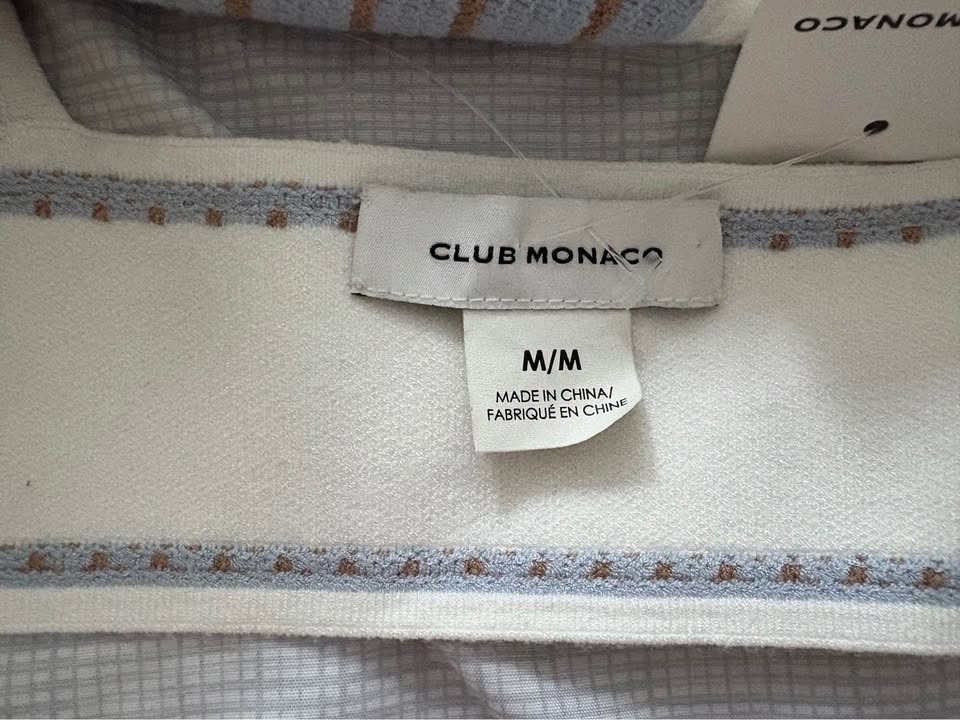 MONACO
CLUB MONACO
M/M
MADE IN CHINA/
FABRIQUÉ EN CHINE